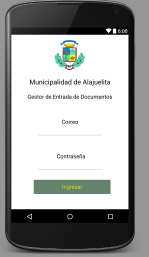 6:00
Municipalidad de Alajuelita
Gestor de Entrada de Documentos
Correo
Contraseña
Ingresar